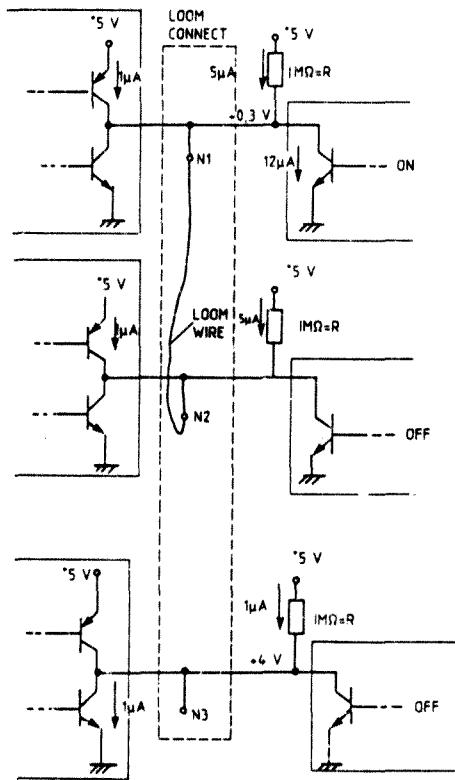 LOOM
CONNECT
+5 V
1µA
+5 V
5µA
1MΩ=R
+0,3 V
N1
12µA
ON
+5 V
1µA
LOOM
WIRE
+5 V
5µA
1MΩ=R
N2
OFF
+5 V
+5 V
1µA
1MΩ=R
+4 V
1µA
N3
OFF